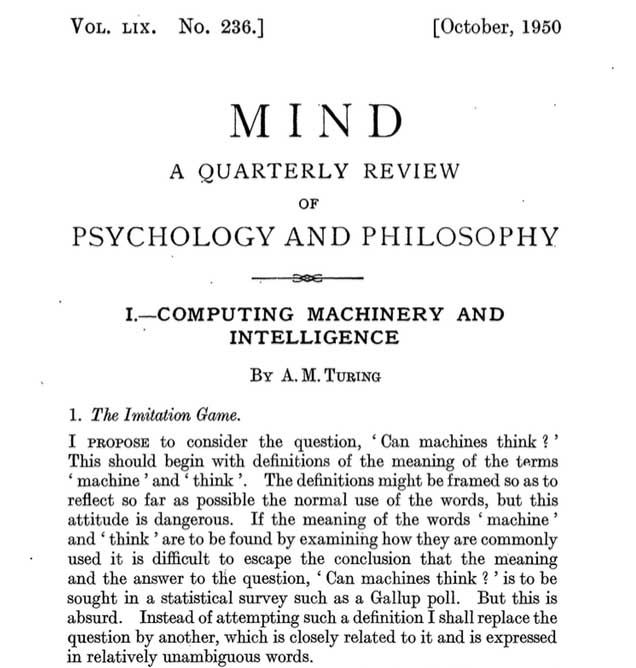 VOL. LIX. No. 236.] [October, 1950
MIND
A QUARTERLY REVIEW
OF
PSYCHOLOGY AND PHILOSOPHY
I.—COMPUTING MACHINERY AND
INTELLIGENCE
BY A. M. TURING
1. The Imitation Game.
I PROPOSE to consider the question, ‘ Can machines think ? ’
This should begin with definitions of the meaning of the terms
‘ machine ’ and ‘ think ’. The definitions might be framed so as to
reflect so far as possible the normal use of the words, but this
attitude is dangerous. If the meaning of the words ‘ machine ’
and ‘ think ’ are to be found by examining how they are commonly
used it is difficult to escape the conclusion that the meaning
and the answer to the question, ‘ Can machines think ? ’ is to be
sought in a statistical survey such as a Gallup poll. But this is
absurd. Instead of attempting such a definition I shall replace the
question by another, which is closely related to it and is expressed
in relatively unambiguous words.